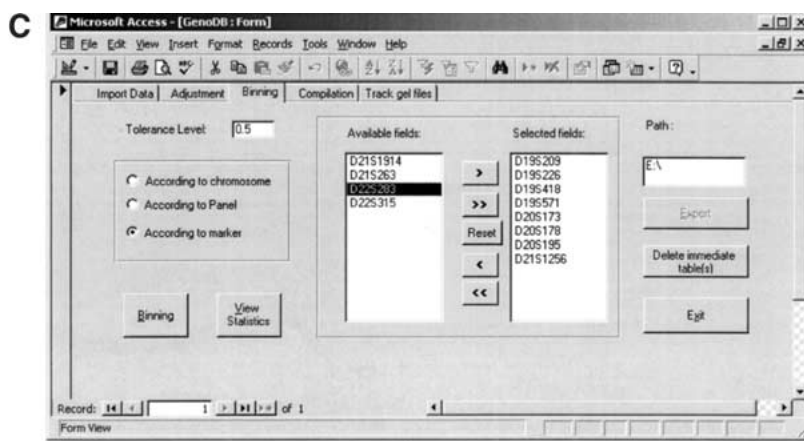 C
Microsoft Access - [GenoDB : Form]
File Edit View Insert Format Records Tools Window Help
Import Data Adjustment Binning Compilation Track gel files
Tolerance Level: 0.5
According to chromosome
According to Panel
According to marker
Binning
View Statistics
Available fields:
D21S1914
D21S263
D22S283
D22S315
>
>>
Reset
<
<<
Selected fields:
D19S209
D19S226
D19S418
D19S571
D20S173
D20S178
D20S195
D21S1256
Path :
E:\
Export
Delete immediate
table(s)
Exit
Record: 1 of 1
Form View